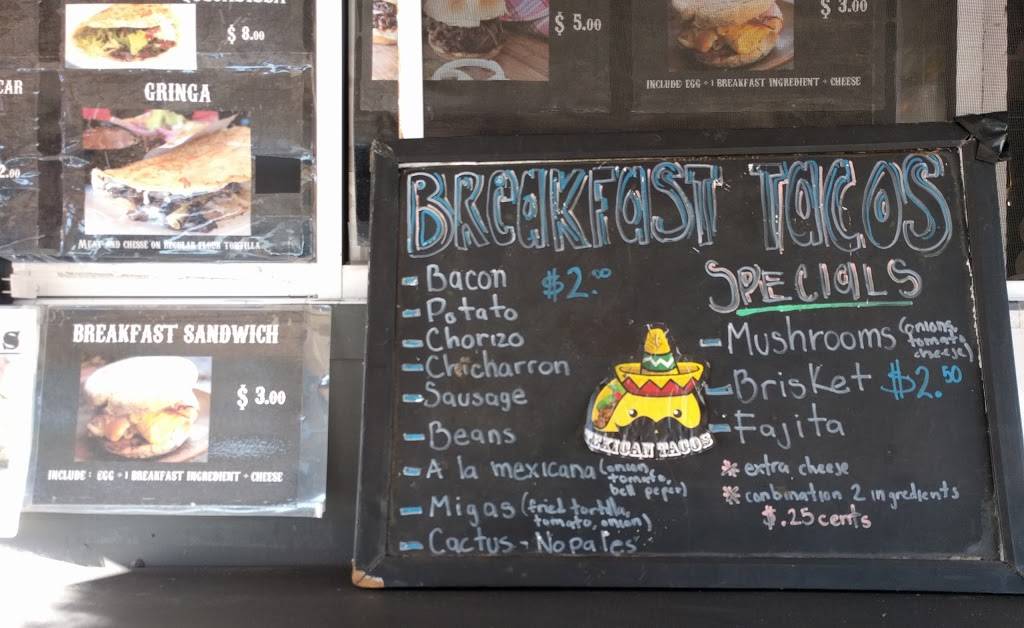 $ 8.00
GRINGA
MEAT AND CHESSE ON REGULAR FLOUR TORTILLA
BREAKFAST SANDWICH
$ 3.00
INCLUDE: EGG + 1 BREAKFAST INGREDIENT + CHEESE
$ 5.00
$ 3.00
INCLUDE EGG + 1 BREAKFAST INGREDIENT + CHEESE
BREAKFAST TACOS
- Bacon $2.00
- Potato
- Chorizo
- Chicharron
- Sausage
- Beans
- A la mexicana (onion,
tomato,
bell peper)
- Migas (fried tortilla,
tomato, onion)
- Cactus - Nopales
MEXICAN TACOS
SPECIALS
- Mushrooms (onions,
tomato,
cheese)
- Brisket $2.50
- Fajita
* extra cheese
* combination 2 ingredients
$.25 cents